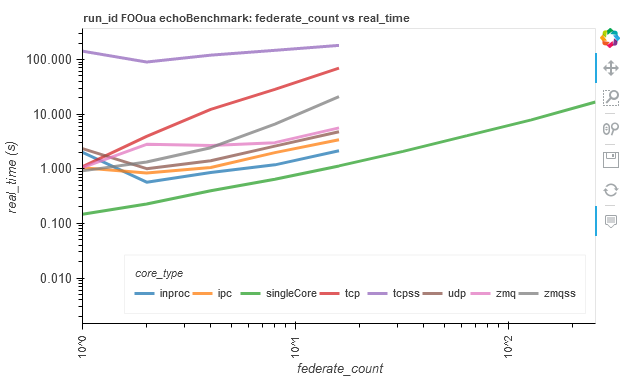 run_id FOOua echoBenchmark: federate_count vs real_time
100.000
10.000
1.000
0.100
0.010
real_time (s)
core_type
inproc ipc singleCore tcp tcpss udp zmq zmqss
10^0 10^1 10^2
federate_count